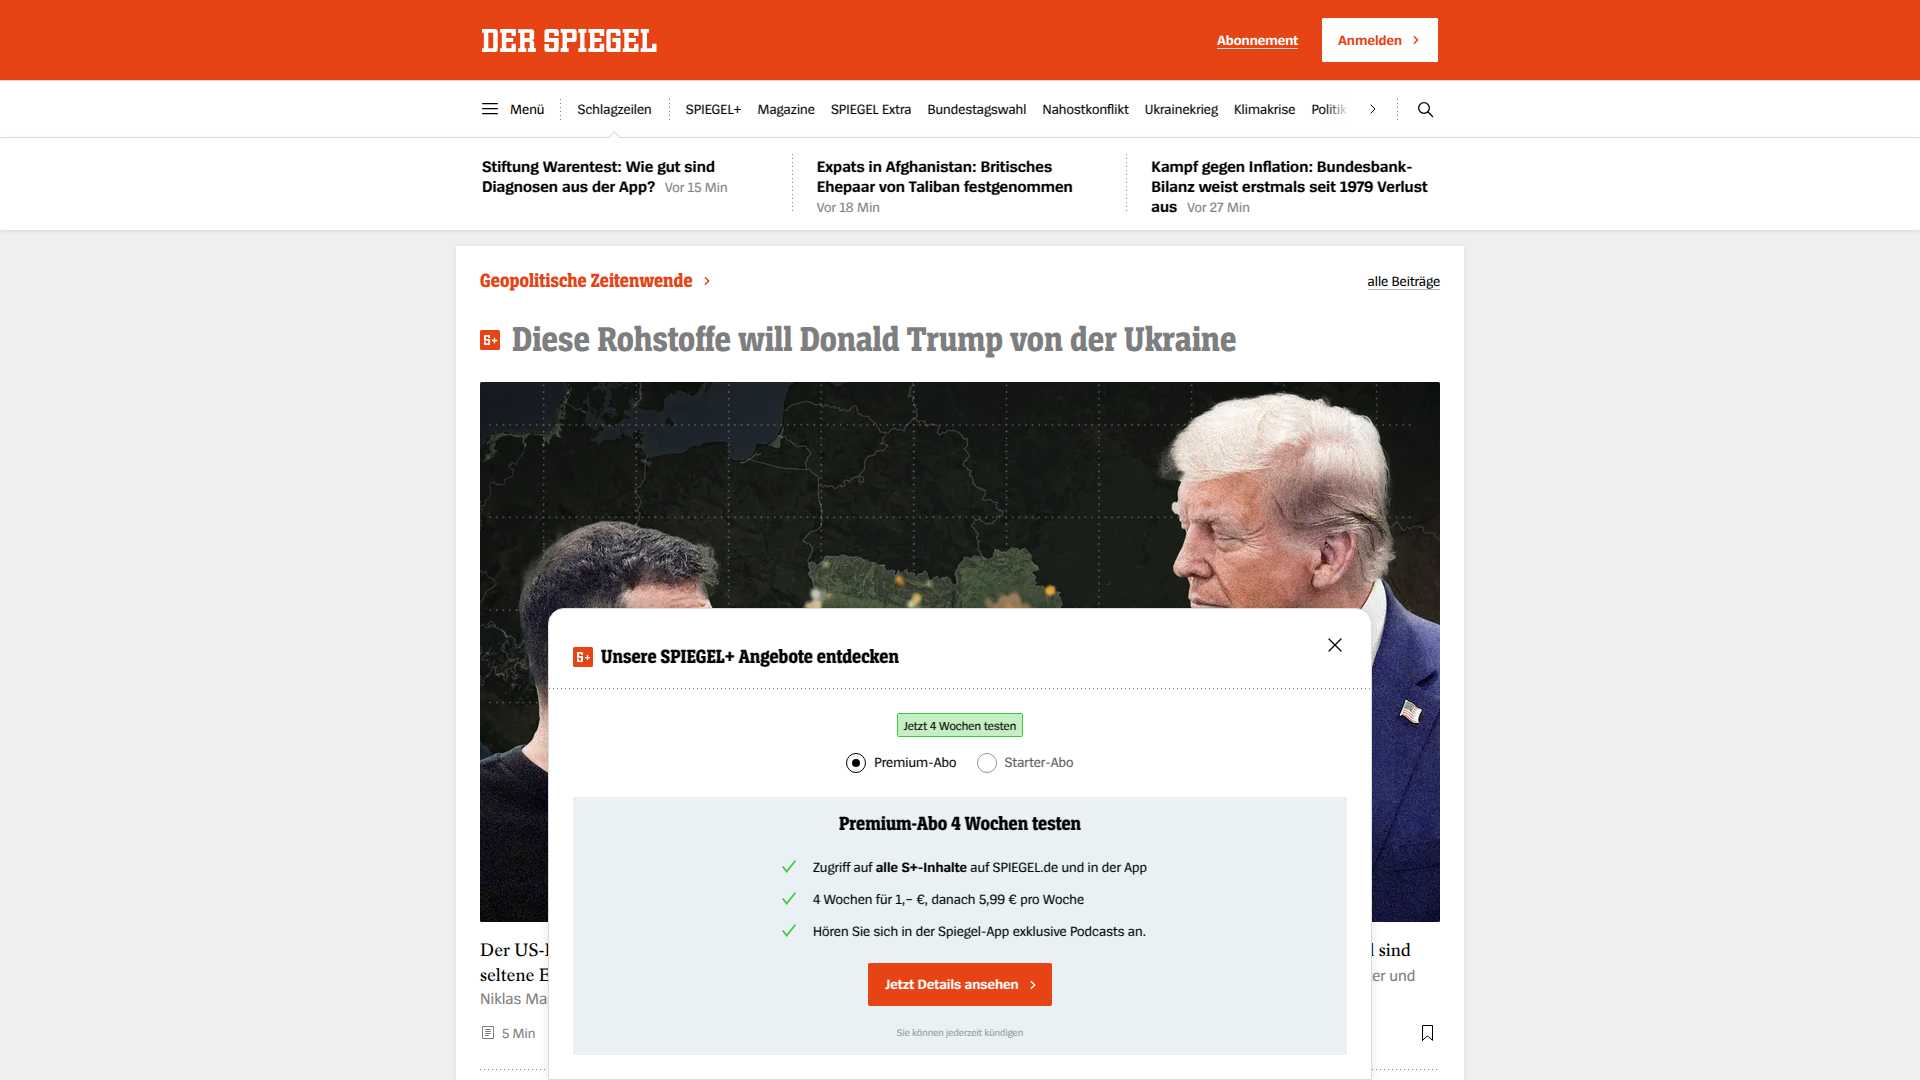 DER SPIEGEL
Abonnement
Anmelden
Menü
Schlagzeilen
SPIEGEL+
Magazine
SPIEGEL Extra
Bundestagswahl
Nahostkonflikt
Ukrainekrieg
Klimakrise
Politik
Stiftung Warentest: Wie gut sind
Diagnosen aus der App? Vor 15 Min
Expats in Afghanistan: Britisches
Ehepaar von Taliban festgenommen
Vor 18 Min
Kampf gegen Inflation: Bundesbank-
Bilanz weist erstmals seit 1979 Verlust
aus Vor 27 Min
Geopolitische Zeitenwende
alle Beiträge
S+ Diese Rohstoffe will Donald Trump von der Ukraine
S+ Unsere SPIEGEL+ Angebote entdecken
Jetzt 4 Wochen testen
Premium-Abo
Starter-Abo
Premium-Abo 4 Wochen testen
Zugriff auf alle S+-Inhalte auf SPIEGEL.de und in der App
4 Wochen für 1,– €, danach 5,99 € pro Woche
Hören Sie sich in der Spiegel-App exklusive Podcasts an.
Jetzt Details ansehen
Sie können jederzeit kündigen
Der US-
sind
seltene
er und
Niklas Ma
5 Min